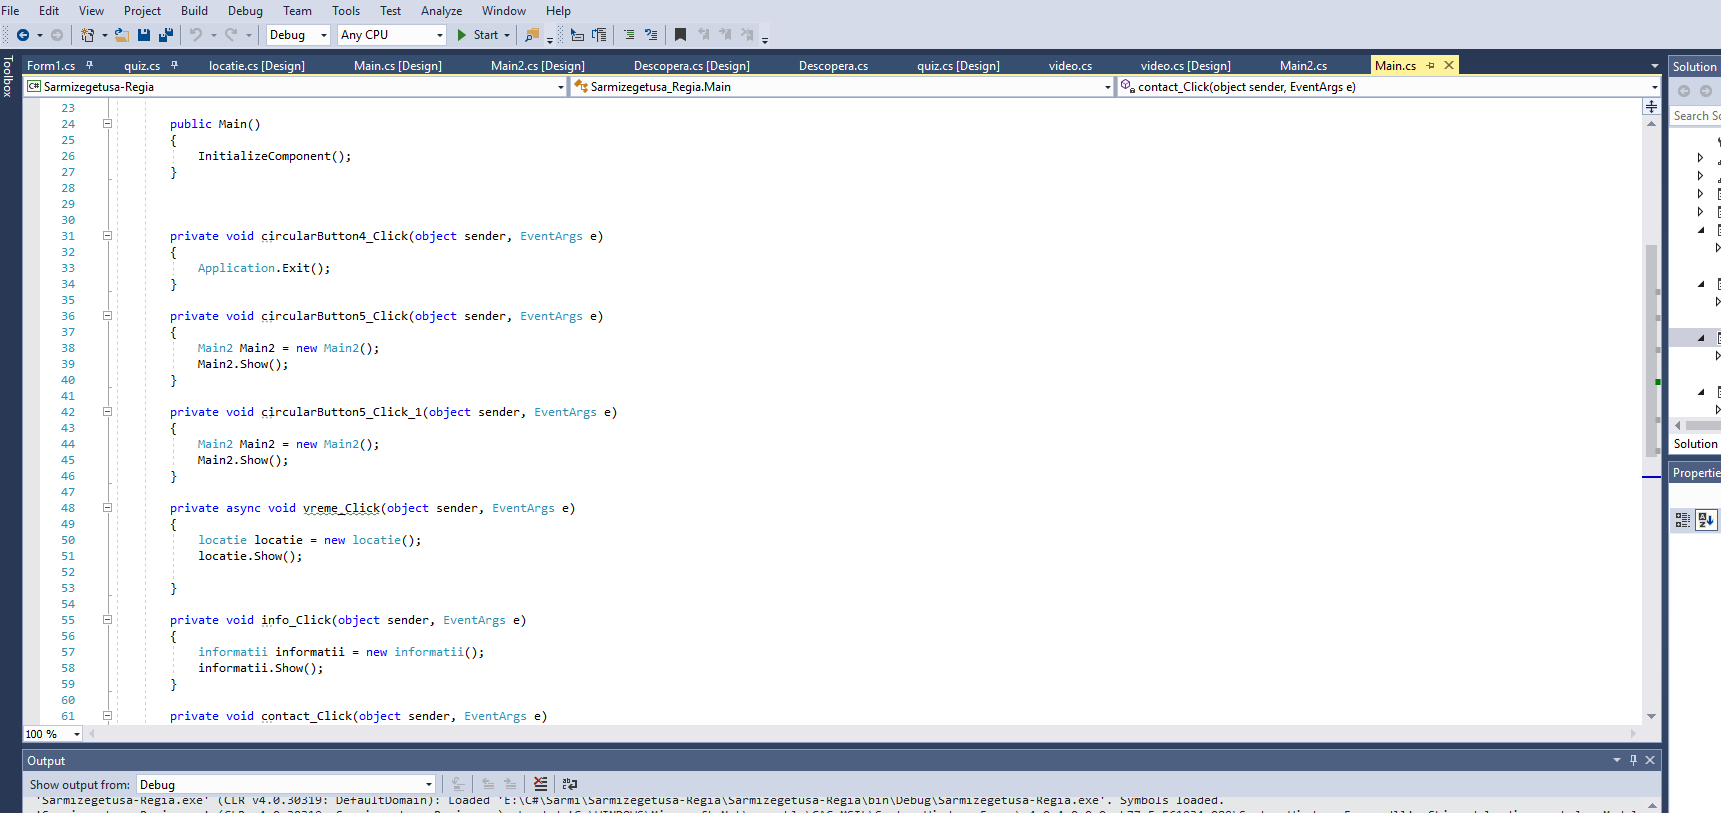 File Edit View Project Build Debug Team Tools Test Analyze Window Help
Debug Any CPU Start
Toolbox
Form1.cs quiz.cs locatie.cs [Design] Main.cs [Design] Main2.cs [Design] Descopera.cs [Design] Descopera.cs quiz.cs [Design] video.cs video.cs [Design] Main2.cs Main.cs
Solution
C# Sarmizegetusa-Regia Sarmizegetusa_Regia.Main contact_Click(object sender, EventArgs e)
23
24 public Main()
25 {
26 InitializeComponent();
27 }
28
29
30
31 private void circularButton4_Click(object sender, EventArgs e)
32 {
33 Application.Exit();
34 }
35
36 private void circularButton5_Click(object sender, EventArgs e)
37 {
38 Main2 Main2 = new Main2();
39 Main2.Show();
40 }
41
42 private void circularButton5_Click_1(object sender, EventArgs e)
43 {
44 Main2 Main2 = new Main2();
45 Main2.Show();
46 }
47
48 private async void vreme_Click(object sender, EventArgs e)
49 {
50 locatie locatie = new locatie();
51 locatie.Show();
52
53 }
54
55 private void info_Click(object sender, EventArgs e)
56 {
57 informatii informatii = new informatii();
58 informatii.Show();
59 }
60
61 private void contact_Click(object sender, EventArgs e)
100 %
Search
Solution
Propertie
Output
Show output from: Debug
'Sarmizegetusa-Regia.exe' (CLR v4.0.30319: DefaultDomain): Loaded 'E:\C#\Sarmi\Sarmizegetusa-Regia\Sarmizegetusa-Regia\bin\Debug\Sarmizegetusa-Regia.exe'. Symbols loaded.